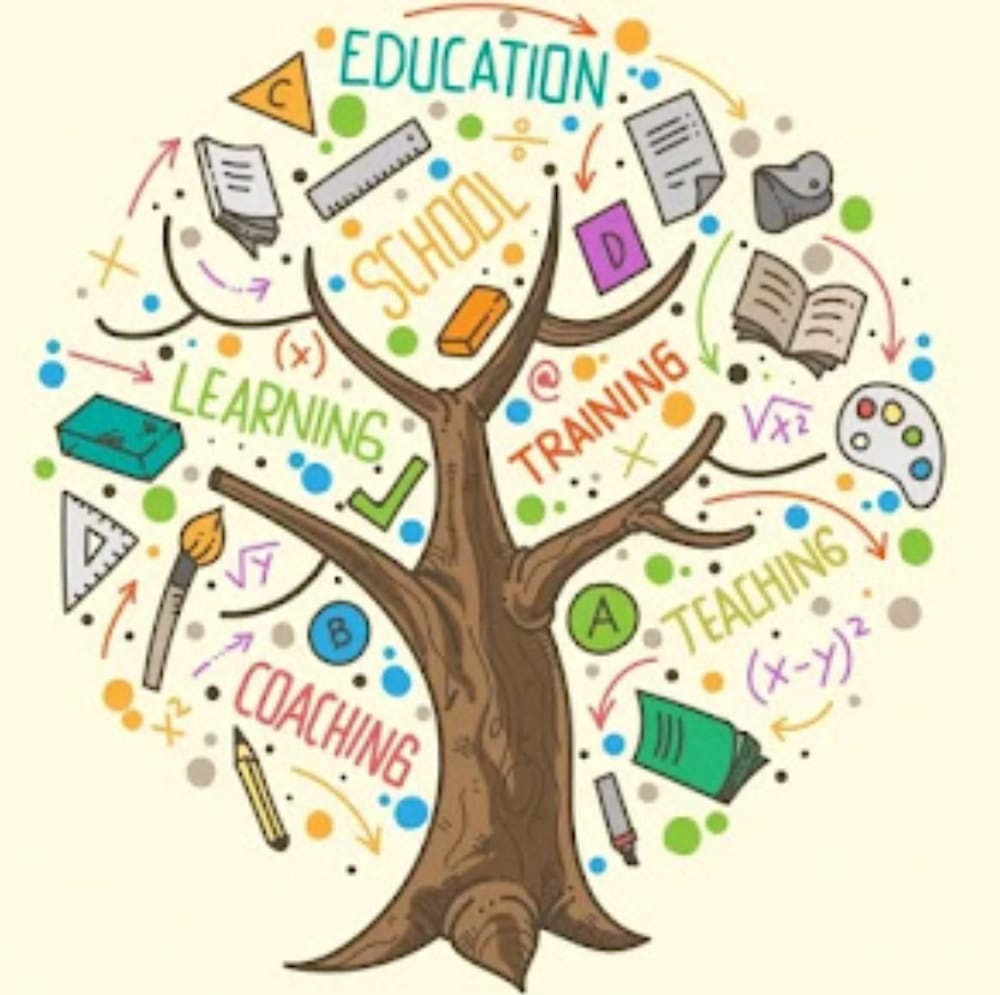 EDUCATION
C
÷
SCHOOL
D
×
(x)
@
LEARNING
TRAINING
√x2
×
√y
B
A
TEACHING
(x-y)²
COACHING
x²